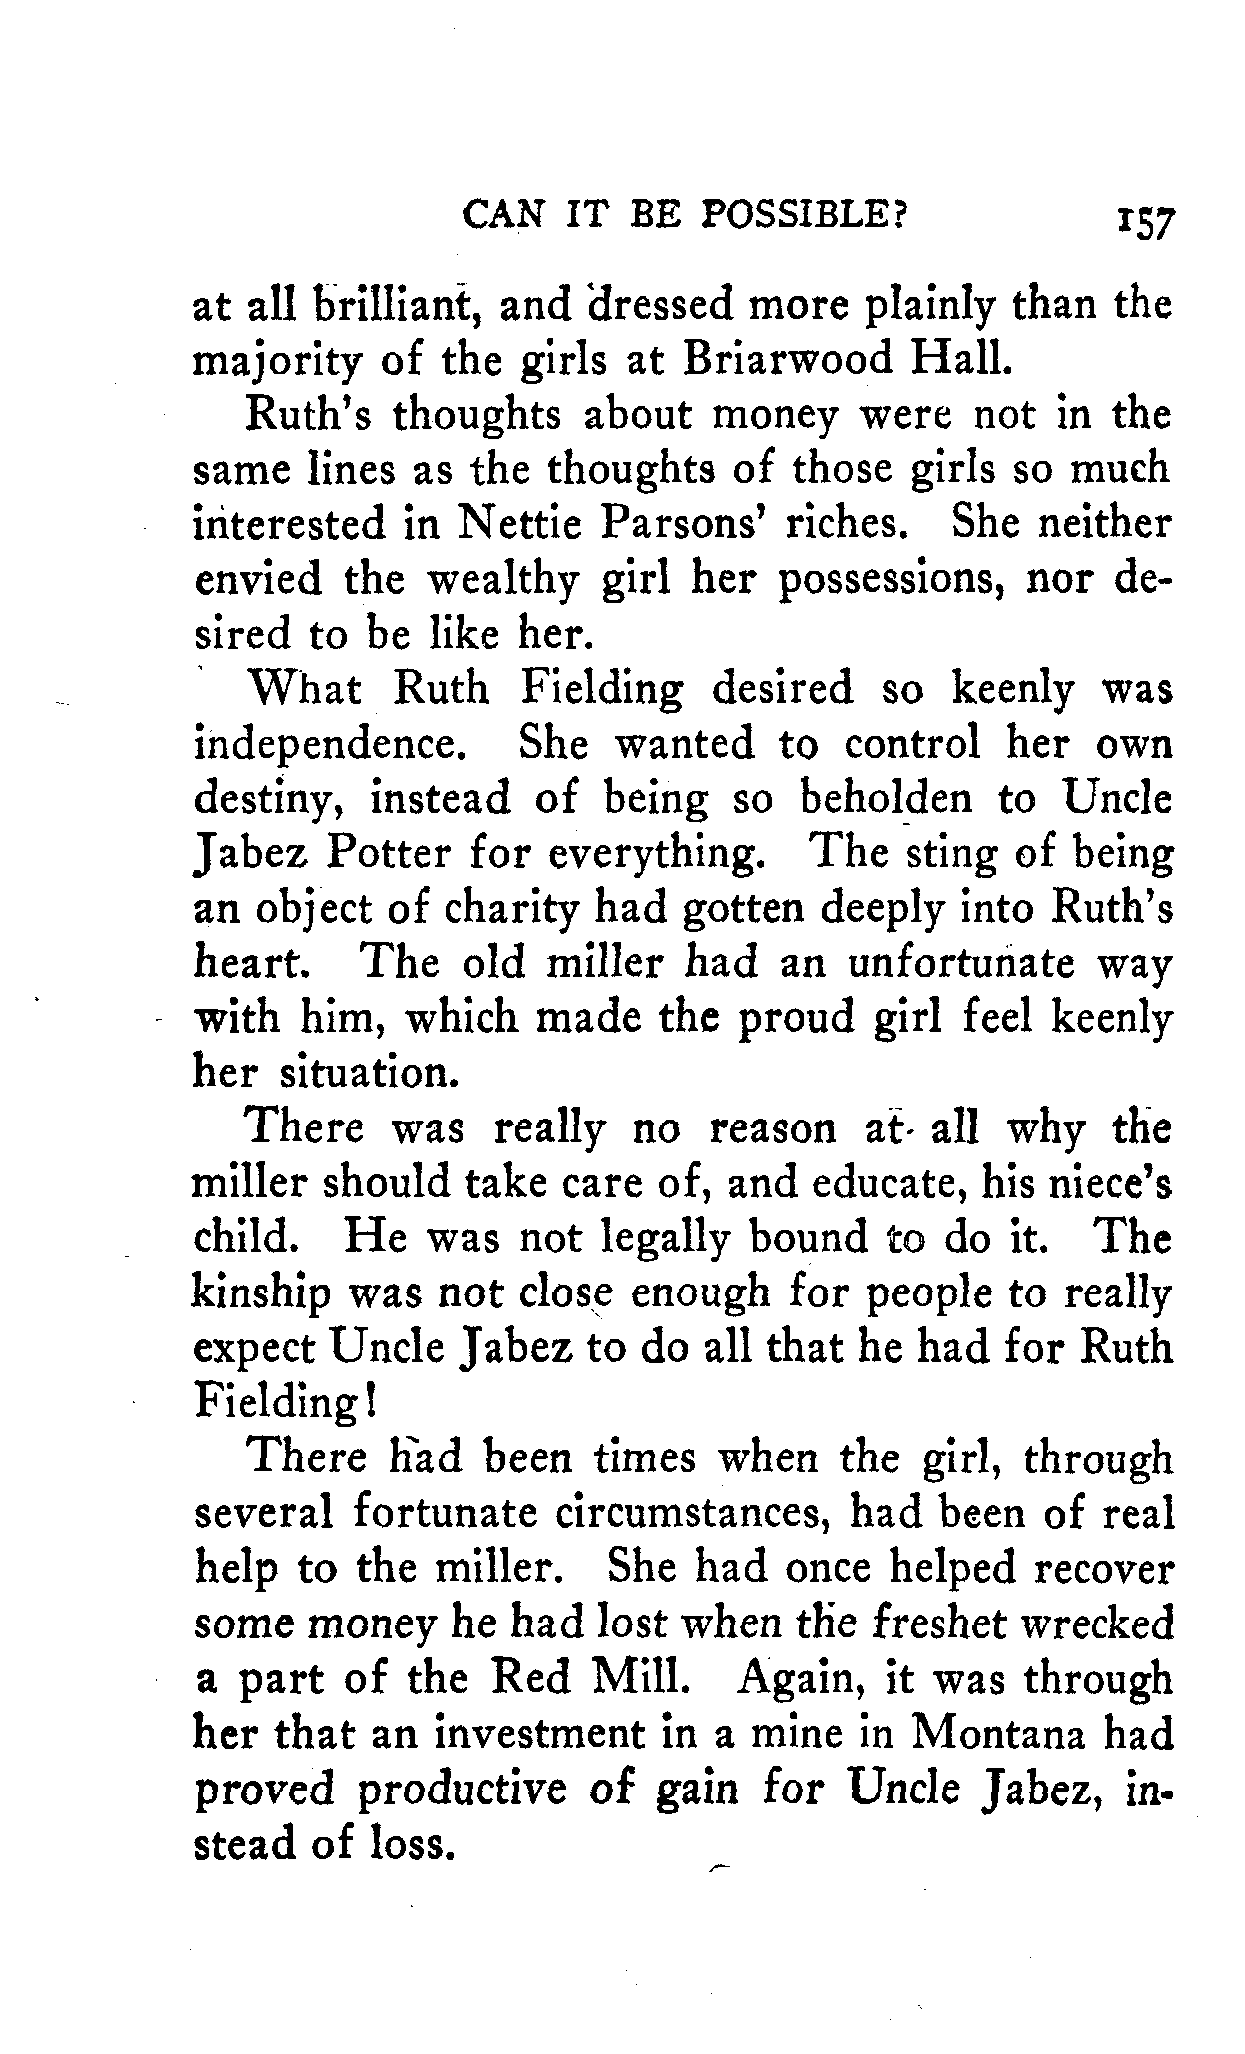 CAN IT BE POSSIBLE? 157
at all brilliant, and dressed more plainly than the
majority of the girls at Briarwood Hall.
Ruth's thoughts about money were not in the
same lines as the thoughts of those girls so much
interested in Nettie Parsons' riches. She neither
envied the wealthy girl her possessions, nor de-
sired to be like her.
What Ruth Fielding desired so keenly was
independence. She wanted to control her own
destiny, instead of being so beholden to Uncle
Jabez Potter for everything. The sting of being
an object of charity had gotten deeply into Ruth's
heart. The old miller had an unfortunate way
with him, which made the proud girl feel keenly
her situation.
There was really no reason at all why the
miller should take care of, and educate, his niece's
child. He was not legally bound to do it. The
kinship was not close enough for people to really
expect Uncle Jabez to do all that he had for Ruth
Fielding!
There had been times when the girl, through
several fortunate circumstances, had been of real
help to the miller. She had once helped recover
some money he had lost when the freshet wrecked
a part of the Red Mill. Again, it was through
her that an investment in a mine in Montana had
proved productive of gain for Uncle Jabez, in-
stead of loss.